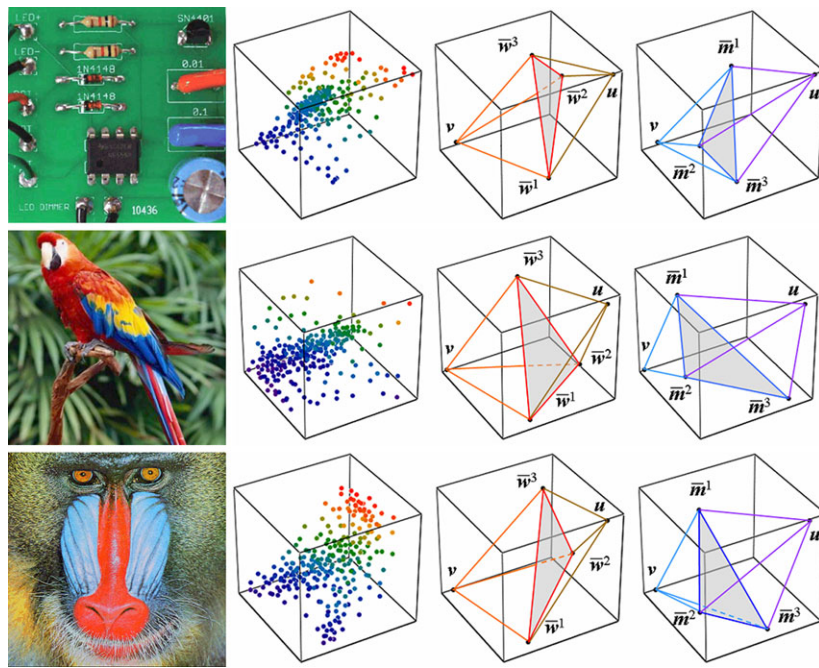 LED+
SN4401
LED-
1N4148
0.01
1N4148
0.1
LED DIMMER
10436
w̅³
w̅²
u
v
w̅¹
m̅¹
u
v
m̅²
m̅³
w̅³
u
v
w̅²
w̅¹
m̅¹
u
v
m̅²
m̅³
w̅³
u
v
w̅²
w̅¹
m̅¹
u
v
m̅²
m̅³